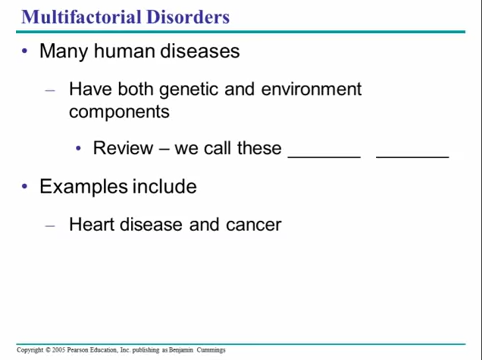 Multifactorial Disorders
• Many human diseases
– Have both genetic and environment
components
• Review – we call these _______ _______
• Examples include
– Heart disease and cancer
Copyright © 2005 Pearson Education, Inc. publishing as Benjamin Cummings